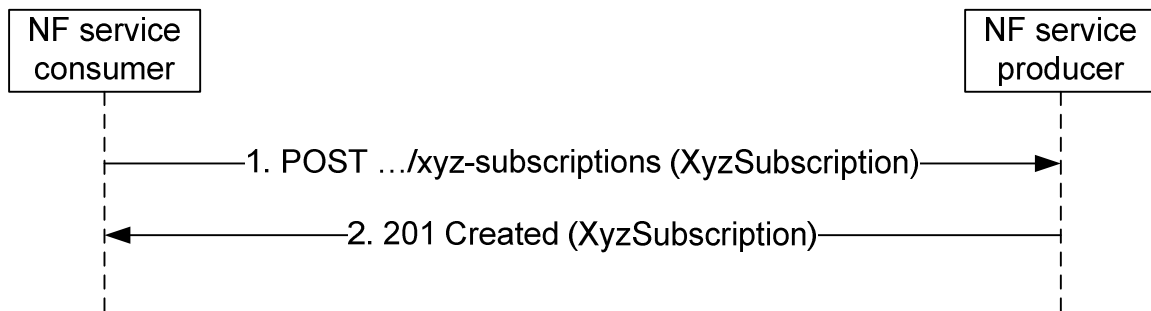 NF service
consumer
NF service
producer
1. POST …/xyz-subscriptions (XyzSubscription)
2. 201 Created (XyzSubscription)